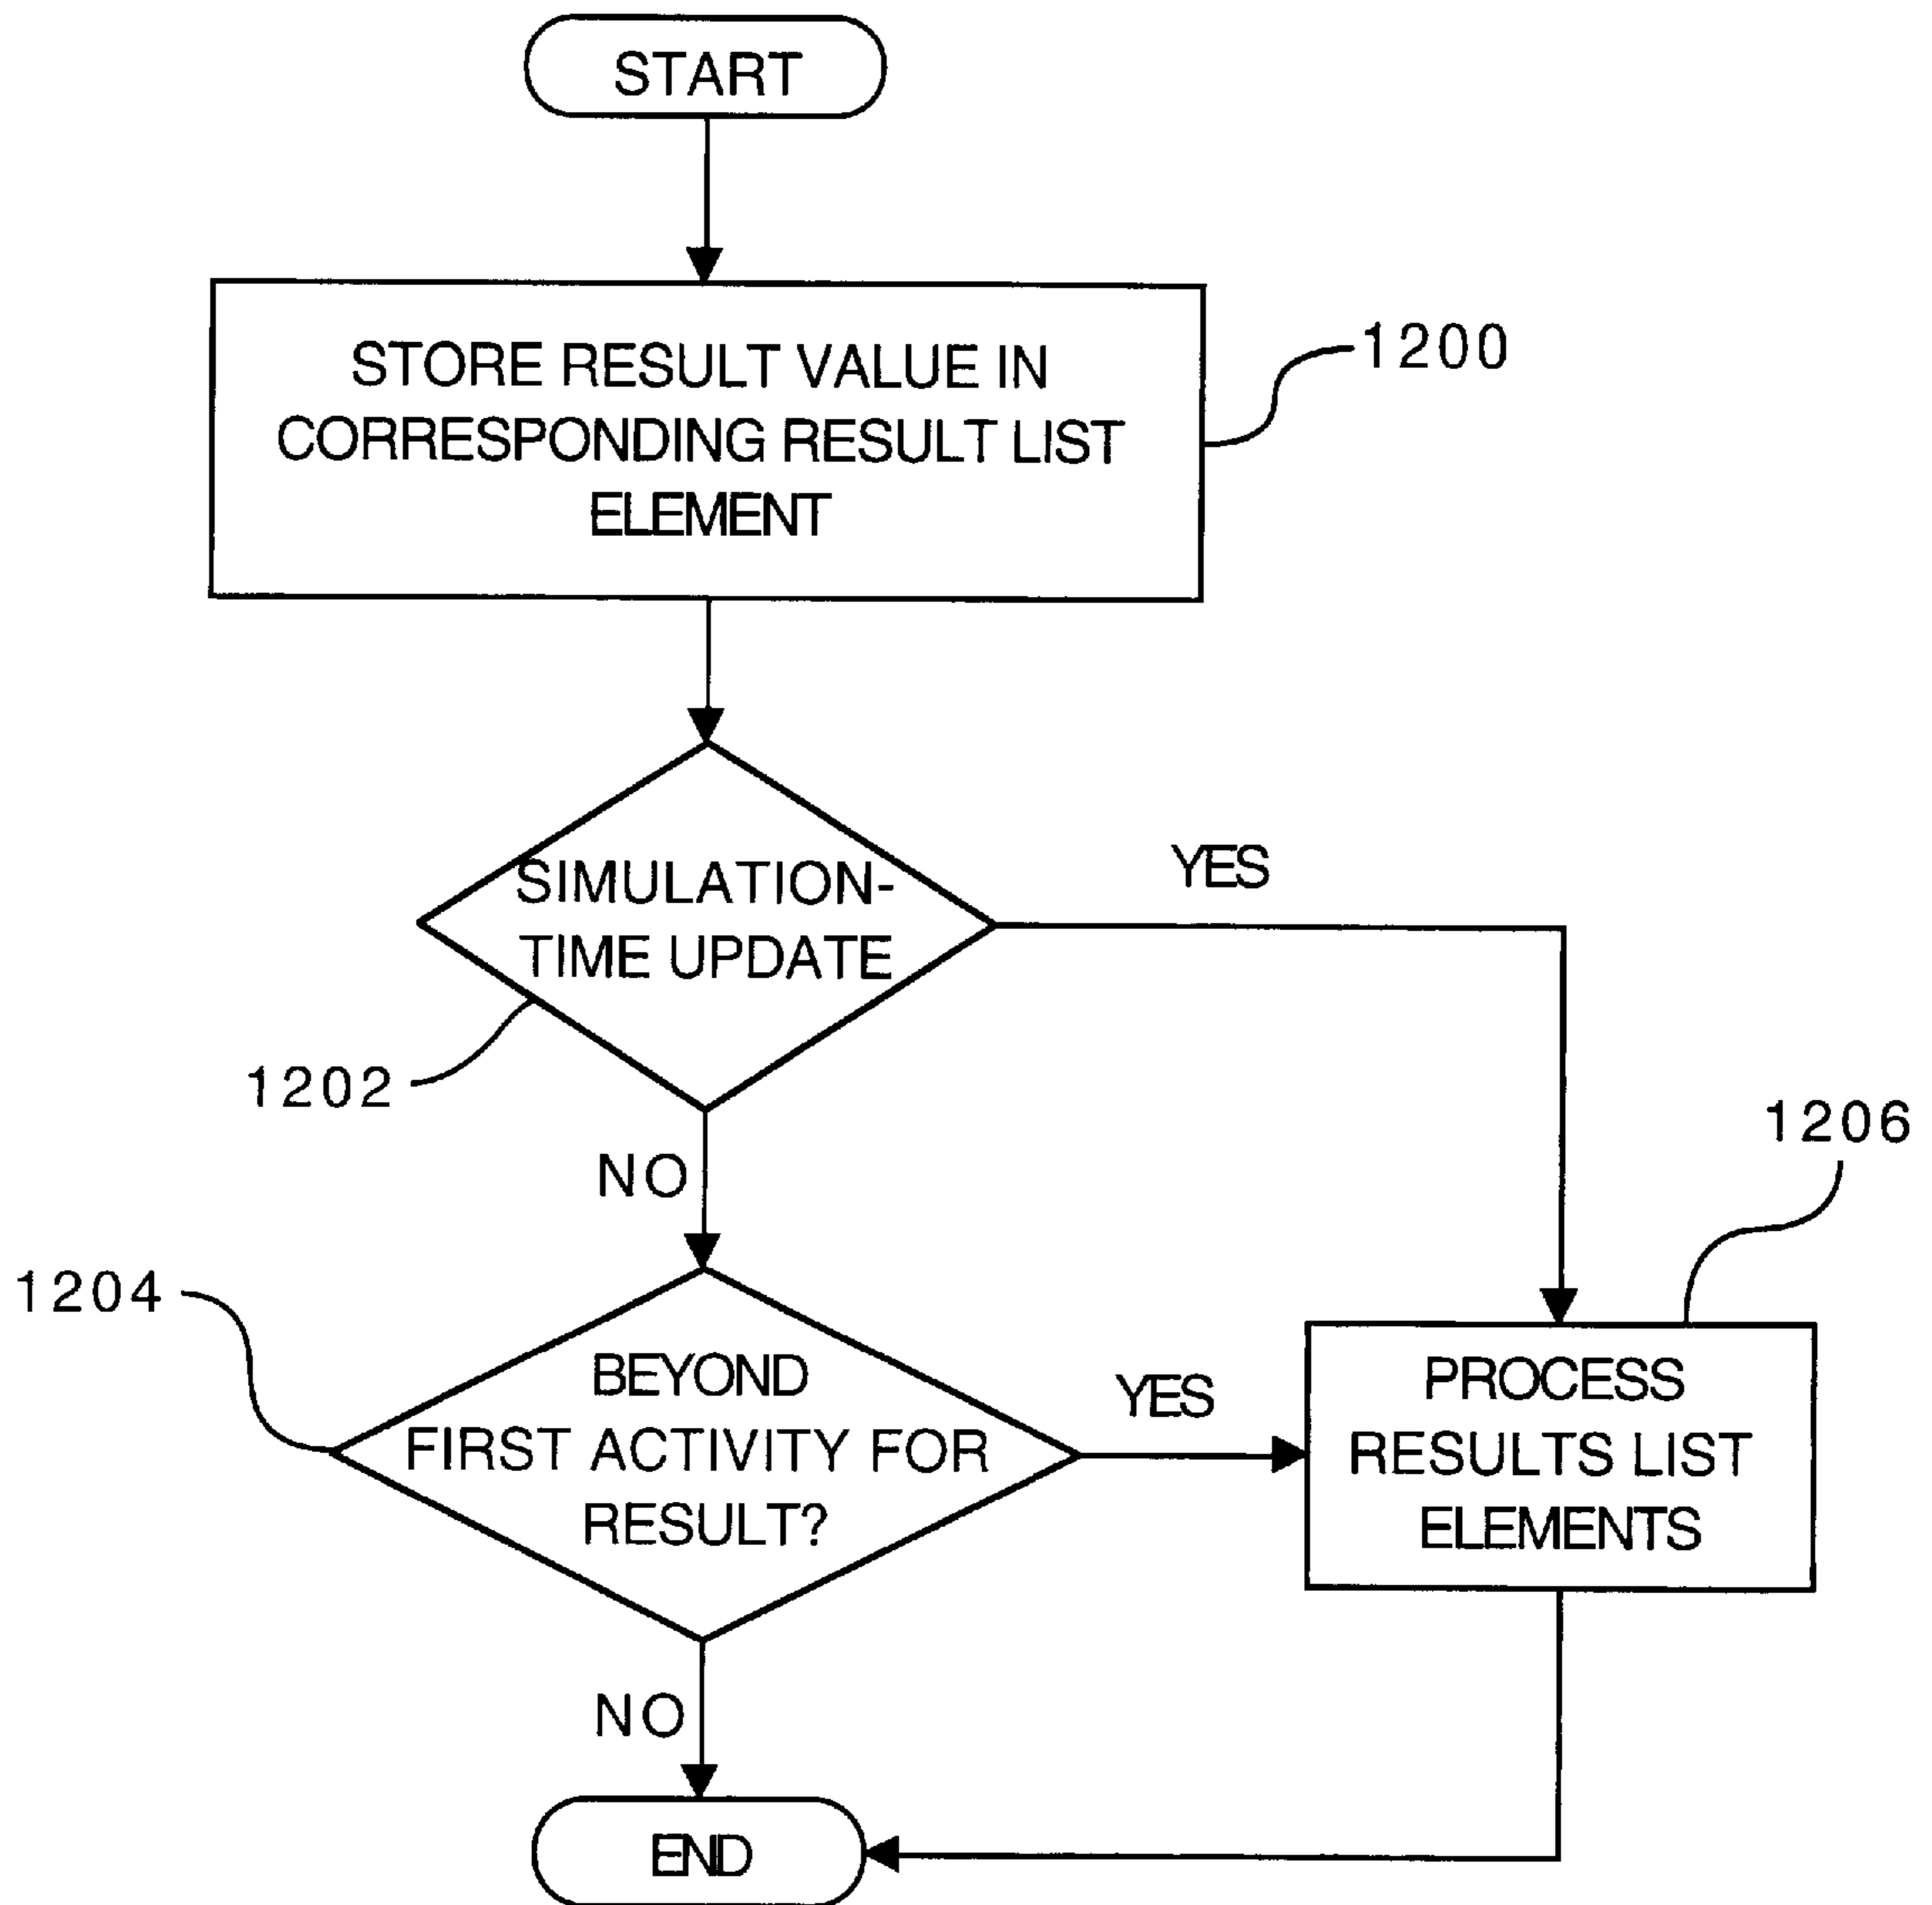 START
STORE RESULT VALUE IN
CORRESPONDING RESULT LIST
ELEMENT
1200
SIMULATION-
TIME UPDATE
YES
1202
NO
1206
1204
BEYOND
FIRST ACTIVITY FOR
RESULT?
YES
PROCESS
RESULTS LIST
ELEMENTS
NO
END